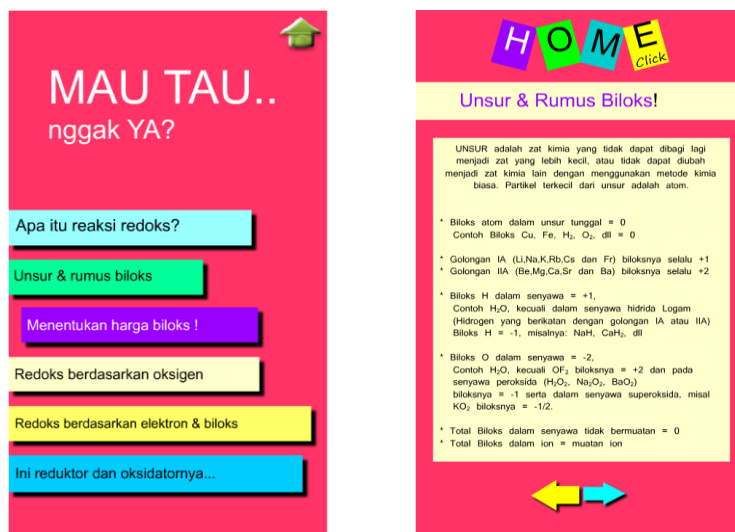 MAU TAU..
nggak YA?
Apa itu reaksi redoks?
Unsur & rumus biloks
Menentukan harga biloks !
Redoks berdasarkan oksigen
Redoks berdasarkan elektron & biloks
Ini reduktor dan oksidatornya...
HOME
Click
Unsur & Rumus Biloks!
UNSUR adalah zat kimia yang tidak dapat dibagi lagi
menjadi zat yang lebih kecil, atau tidak dapat diubah
menjadi zat kimia lain dengan menggunakan metode kimia
biasa. Partikel terkecil dari unsur adalah atom.
* Biloks atom dalam unsur tunggal = 0
Contoh Biloks Cu, Fe, H₂, O₂, dll = 0
* Golongan IA (Li,Na,K,Rb,Cs dan Fr) biloksnya selalu +1
* Golongan IIA (Be,Mg,Ca,Sr dan Ba) biloksnya selalu +2
* Biloks H dalam senyawa = +1,
Contoh H₂O, kecuali dalam senyawa hidrida Logam
(Hidrogen yang berikatan dengan golongan IA atau IIA)
Biloks H = -1, misalnya: NaH, CaH₂, dll
* Biloks O dalam senyawa = -2,
Contoh H₂O, kecuali OF₂ biloksnya = +2 dan pada
senyawa peroksida (H₂O₂, Na₂O₂, BaO₂)
biloksnya = -1 serta dalam senyawa superoksida, misal
KO₂ biloksnya = -1/2.
* Total Biloks dalam senyawa tidak bermuatan = 0
* Total Biloks dalam ion = muatan ion